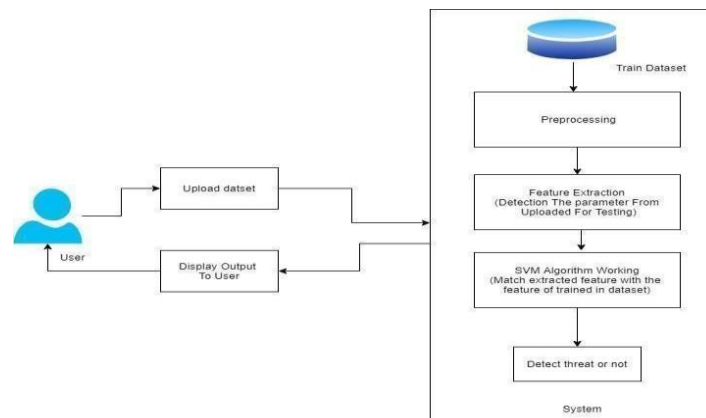 Train Dataset
Preprocessing
Upload datset
Feature Extraction
(Detection The parameter From
Uploaded For Testing)
User
Display Output
To User
SVM Algorithm Working
(Match extracted feature with the
feature of trained in dataset)
Detect threat or not
System